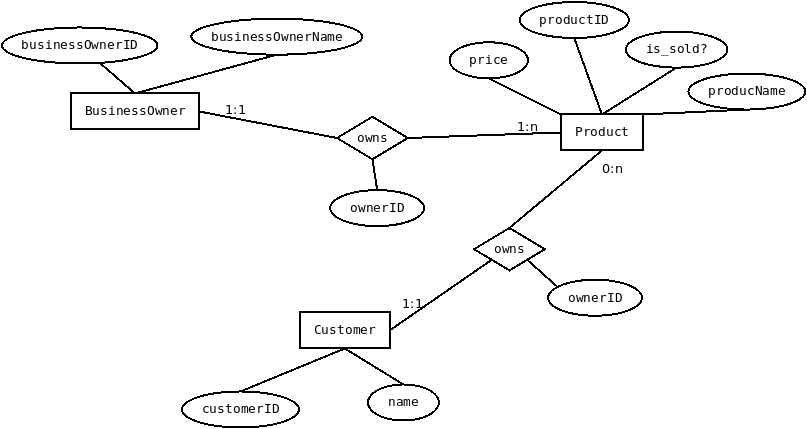 productID
businessOwnerID
businessOwnerName
is_sold?
price
producName
BusinessOwner
1:1
1:n
Product
owns
0:n
ownerID
owns
ownerID
1:1
Customer
customerID
name